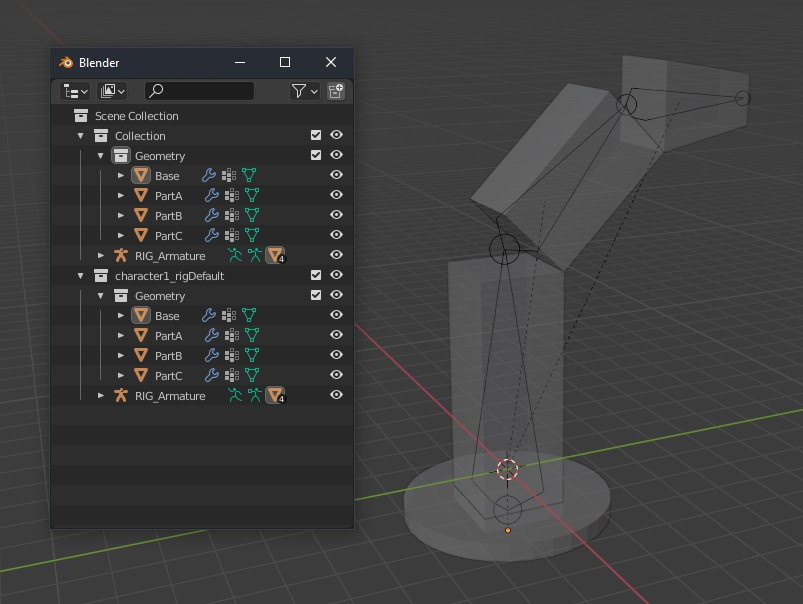 Blender
Scene Collection
Collection
Geometry
Base
PartA
PartB
PartC
RIG_Armature 4
character1_rigDefault
Geometry
Base
PartA
PartB
PartC
RIG_Armature 4